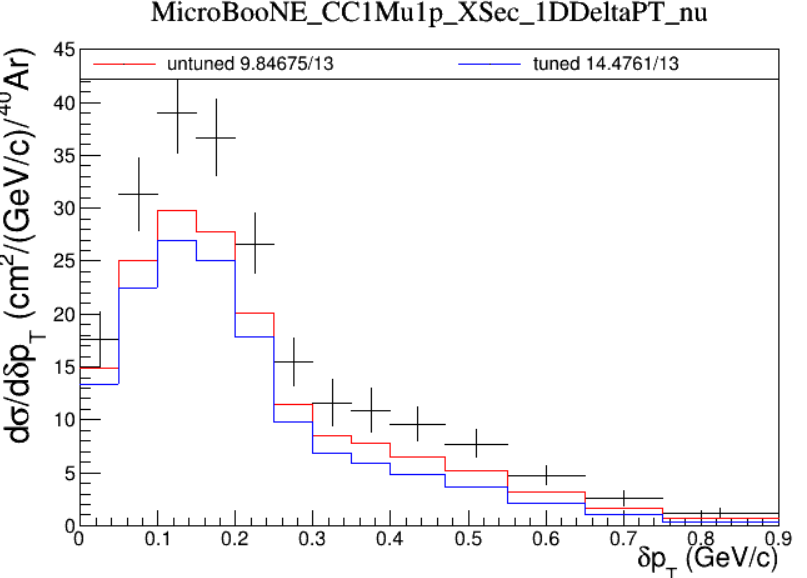 MicroBooNE_CC1Mu1p_XSec_1DDeltaPT_nu
untuned 9.84675/13
tuned 14.4761/13
dσ/dδp_T (cm²/(GeV/c)/⁴⁰Ar)
45
40
35
30
25
20
15
10
5
0
0 0.1 0.2 0.3 0.4 0.5 0.6 0.7 0.8 0.9
δp_T (GeV/c)